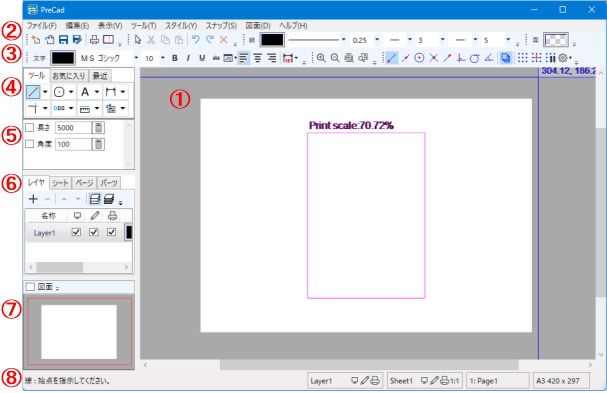 PreCad
ファイル(F) 編集(E) 表示(V) ツール(T) スタイル(Y) スナップ(S) 図面(D) ヘルプ(H)
②
線 0.25 3 5 面
③
文字 ＭＳ ゴシック 10 B I U abc
304.12, 186.2
④
ツール お気に入り 最近
A
①
Print scale:70.72%
⑤
長さ 5000
角度 100
⑥
レイヤ シート ページ パーツ
名称
Layer1
図面
⑦
⑧
線 : 始点を指示してください。 Layer1 Sheet1 1:1 1: Page1 A3 420 x 297